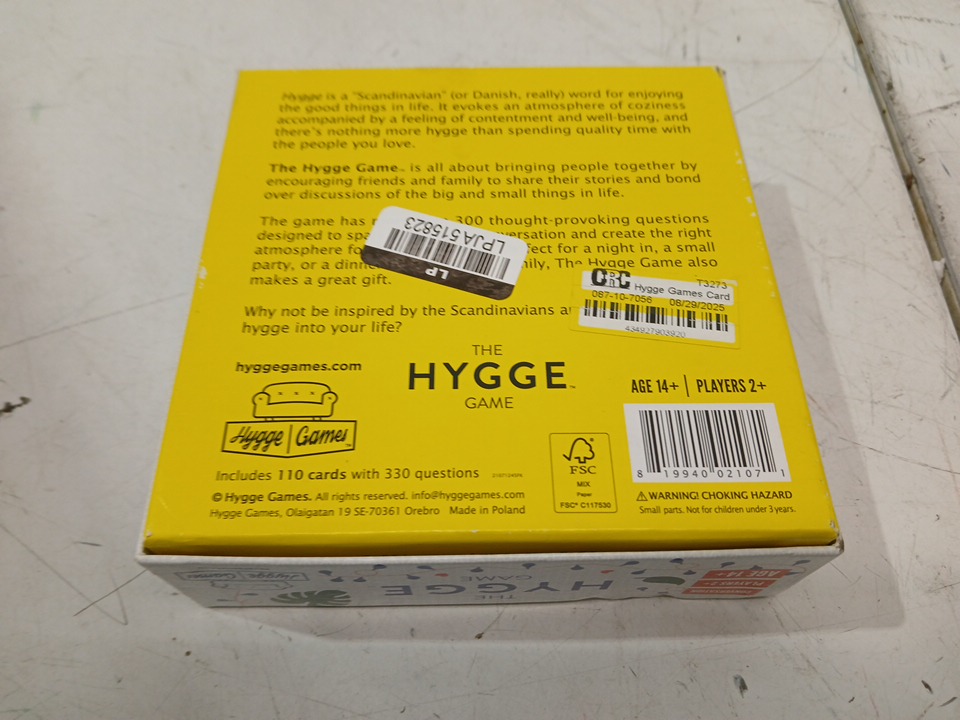 Hygge is a "Scandinavian" (or Danish, really) word for enjoying
the good things in life. It evokes an atmosphere of coziness
accompanied by a feeling of contentment and well-being, and
there's nothing more hygge than spending quality time with
the people you love.
The Hygge Game™ is all about bringing people together by
encouraging friends and family to share their stories and bond
over discussions of the big and small things in life.
The game has 300 thought-provoking questions
designed to and create the right
atmosphere for a night in, a small
party, or a The Hygge Game also
makes a great gift.
Why not be inspired by the Scandinavians
hygge into your life?
LP
LPJA515823
CRC
T3273
Hygge Games Card
087-10-7056 08/29/2025
434927903920
hyggegames.com
THE
HYGGE™
GAME
AGE 14+ | PLAYERS 2+
Hygge Games
8 19940 02107 1
Includes 110 cards with 330 questions
FSC
MIX
Paper
FSC® C117530
© Hygge Games. All rights reserved. info@hyggegames.com
Hygge Games, Olaigatan 19 SE-70361 Orebro Made in Poland
WARNING! CHOKING HAZARD
Small parts. Not for children under 3 years.
THE
HYGGE
GAME
Hygge Games
AGE 14+
PLAYERS 2+